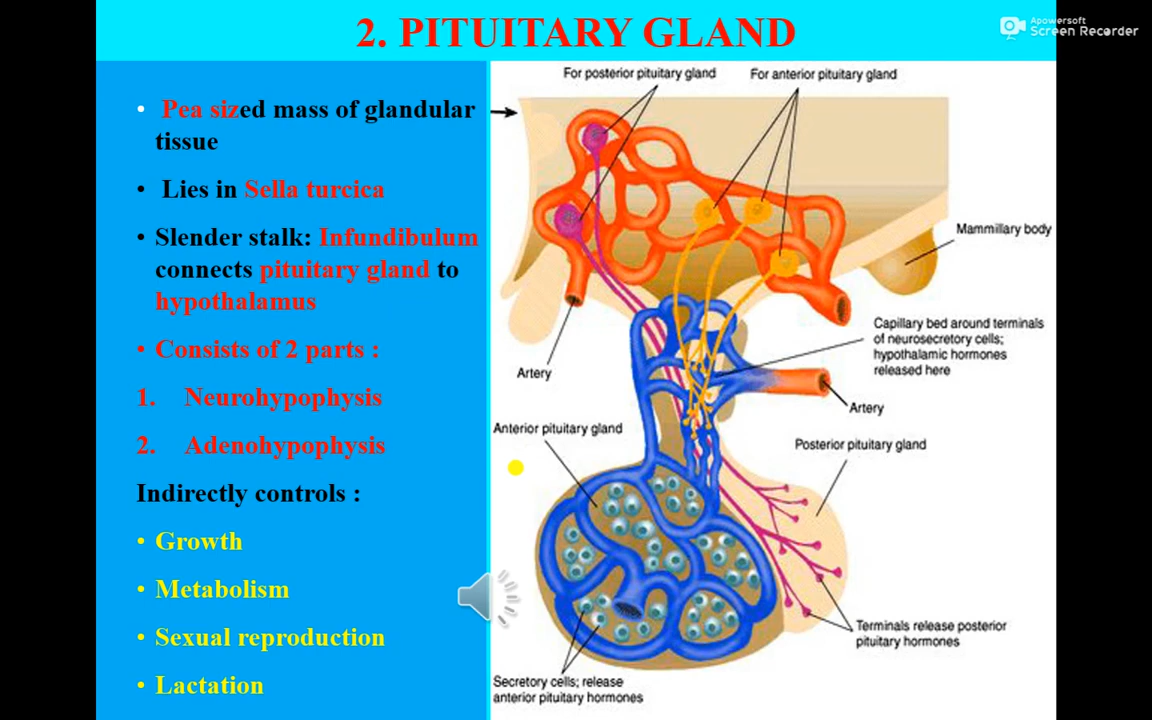 2. PITUITARY GLAND
Apowersoft
Screen Recorder
• Pea sized mass of glandular
tissue
• Lies in Sella turcica
• Slender stalk: Infundibulum
connects pituitary gland to
hypothalamus
• Consists of 2 parts :
1. Neurohypophysis
2. Adenohypophysis
Indirectly controls :
• Growth
• Metabolism
• Sexual reproduction
• Lactation
For posterior pituitary gland
For anterior pituitary gland
Mammillary body
Capillary bed around terminals
of neurosecretory cells;
hypothalamic hormones
released here
Artery
Artery
Anterior pituitary gland
Posterior pituitary gland
Terminals release posterior
pituitary hormones
Secretory cells; release
anterior pituitary hormones